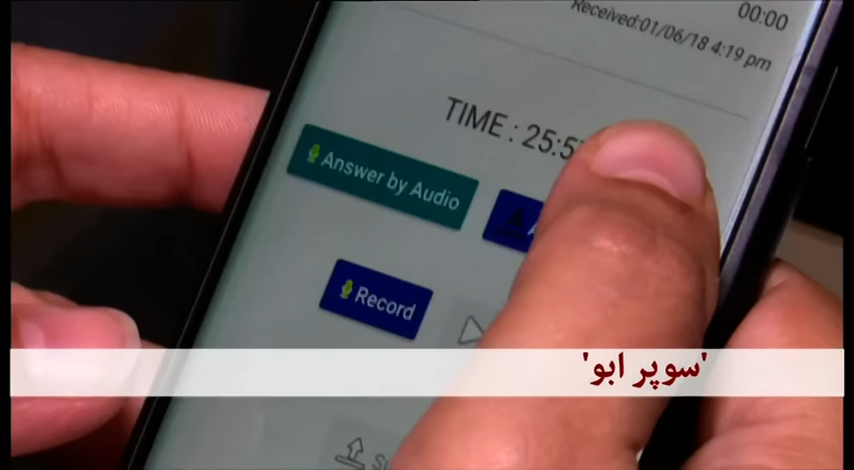 00:00
Received:01/06/18 4:19 pm
TIME : 25:5
Answer by Audio
Record
'سوپر ابو'